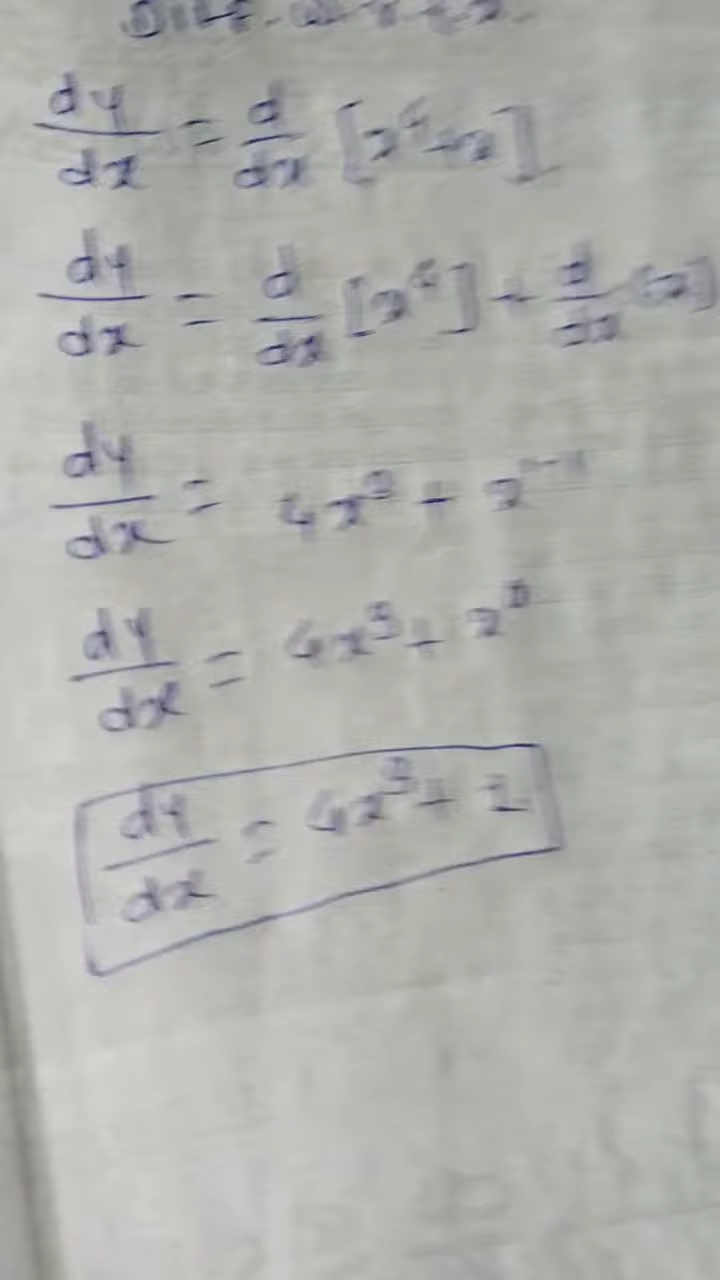 Diff. w.r.t x.
dy/dx = d/dx [x⁴+x]
dy/dx = d/dx [x⁴] + d/dx [x]
dy/dx = 4x³ + x¹⁻¹
dy/dx = 4x³ + x⁰
dy/dx = 4x³ + 1